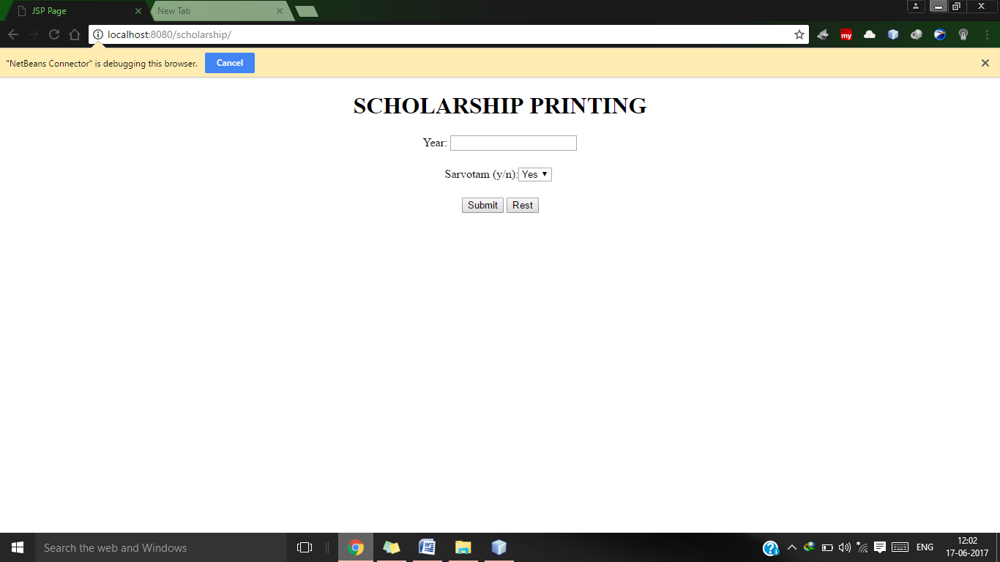 JSP Page
New Tab
localhost:8080/scholarship/
my
"NetBeans Connector" is debugging this browser. Cancel
SCHOLARSHIP PRINTING
Year:
Sarvotam (y/n): Yes
Submit Rest
Search the web and Windows
ENG
12:02
17-06-2017